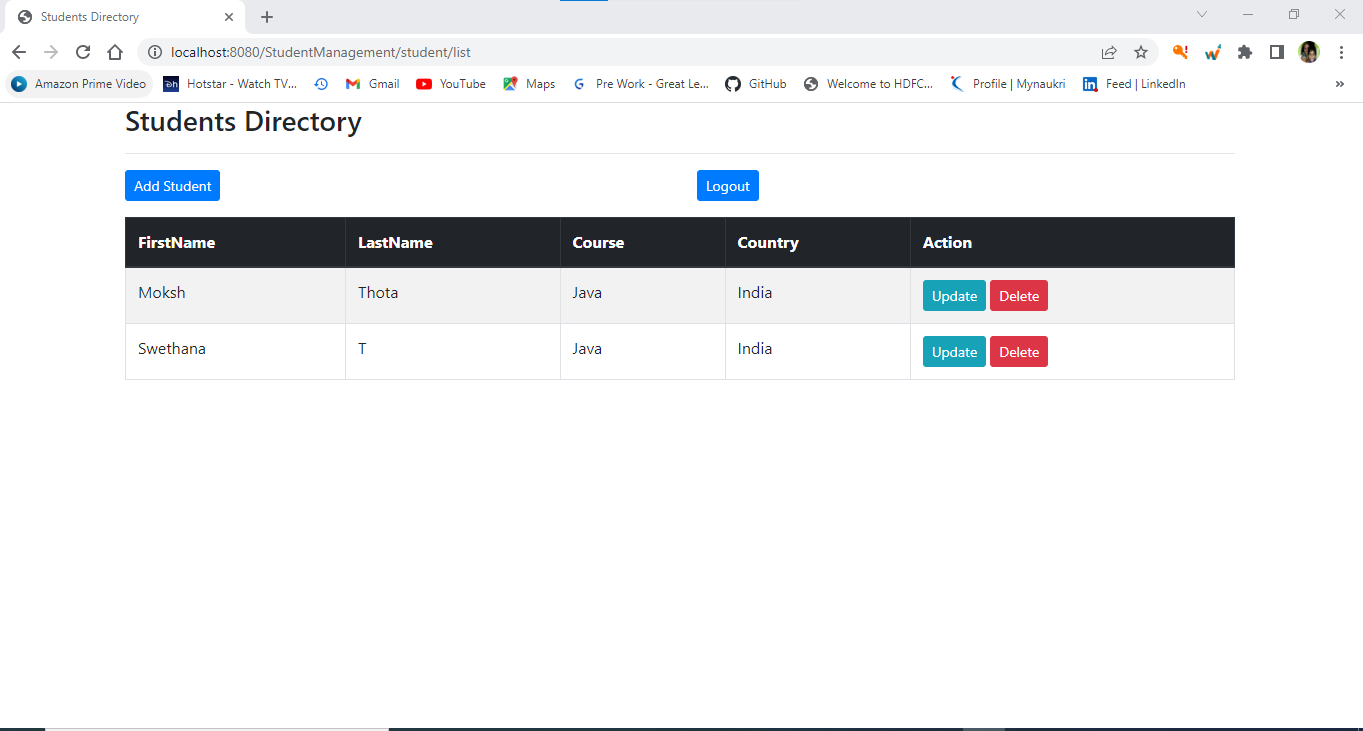 Students Directory
localhost:8080/StudentManagement/student/list
Amazon Prime Video Hotstar - Watch TV... Gmail YouTube Maps G Pre Work - Great Le... GitHub Welcome to HDFC... Profile | Mynaukri in Feed | LinkedIn »
Students Directory
Add Student Logout
FirstName LastName Course Country Action
Moksh Thota Java India Update Delete
Swethana T Java India Update Delete